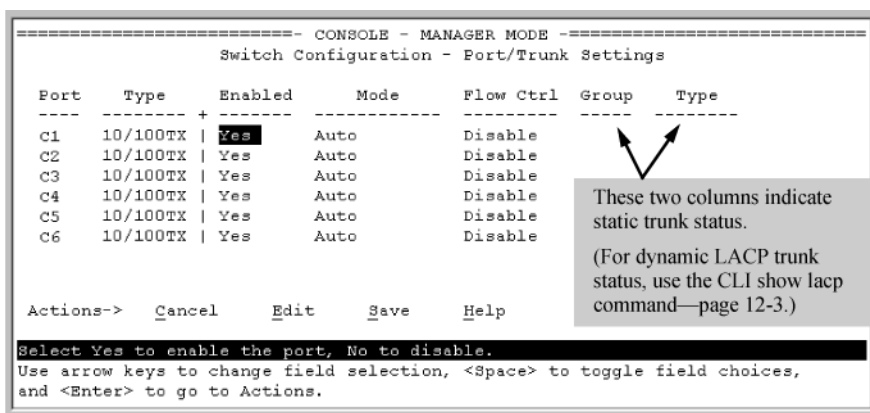 ===========================- CONSOLE - MANAGER MODE -============================
Switch Configuration - Port/Trunk Settings
Port Type Enabled Mode Flow Ctrl Group Type
---- -------- + ------- ------------ --------- ----- --------
C1 10/100TX | Yes Auto Disable
C2 10/100TX | Yes Auto Disable
C3 10/100TX | Yes Auto Disable
C4 10/100TX | Yes Auto Disable
C5 10/100TX | Yes Auto Disable
C6 10/100TX | Yes Auto Disable
These two columns indicate
static trunk status.
(For dynamic LACP trunk
status, use the CLI show lacp
command—page 12-3.)
Actions-> Cancel Edit Save Help
Select Yes to enable the port, No to disable.
Use arrow keys to change field selection, <Space> to toggle field choices,
and <Enter> to go to Actions.